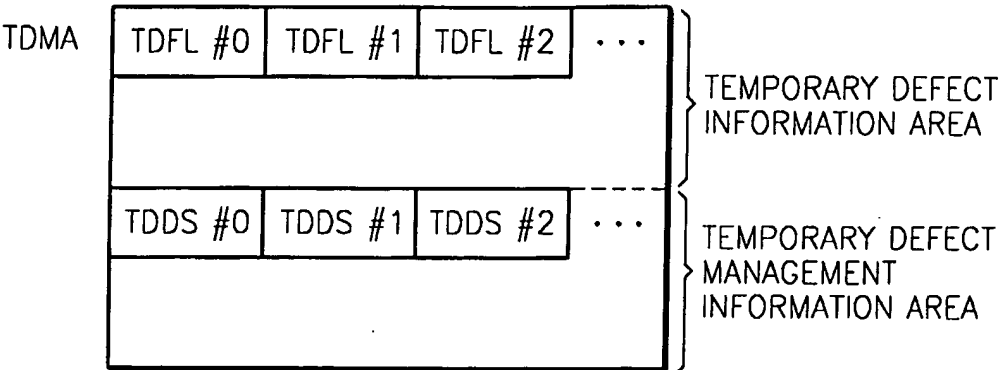 TDMA
TDFL #0 TDFL #1 TDFL #2 ...
TEMPORARY DEFECT
INFORMATION AREA
TDDS #0 TDDS #1 TDDS #2 ...
TEMPORARY DEFECT
MANAGEMENT
INFORMATION AREA